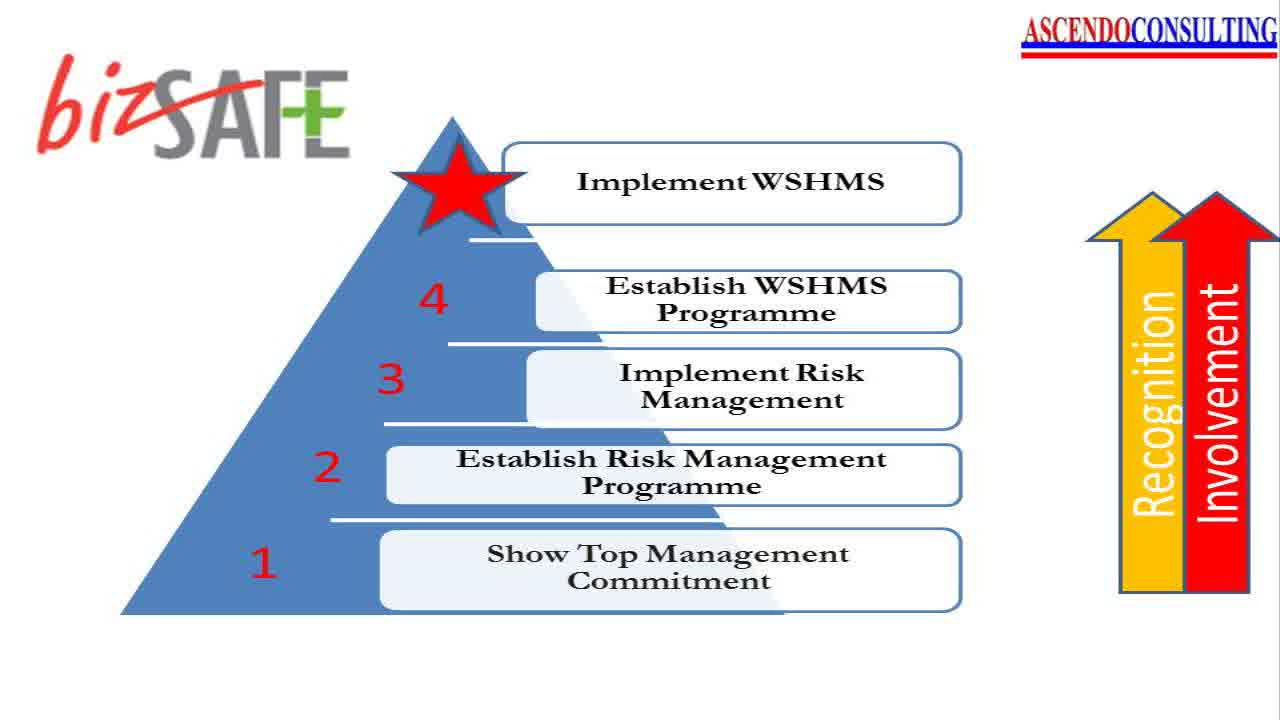 ASCENDOCONSULTING
bizSAFE
Implement WSHMS
4
Establish WSHMS
Programme
3
Implement Risk
Management
2
Establish Risk Management
Programme
1
Show Top Management
Commitment
Recognition
Involvement